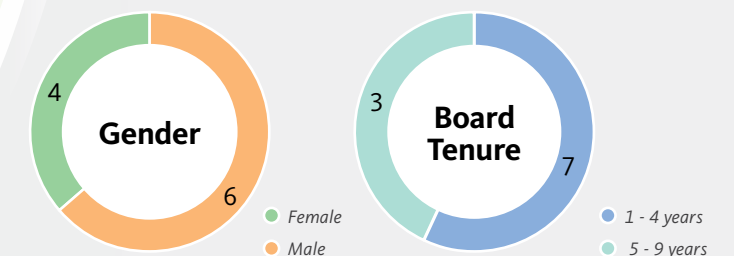 4
Gender
6
Female
Male
3
Board
Tenure
7
1 - 4 years
5 - 9 years